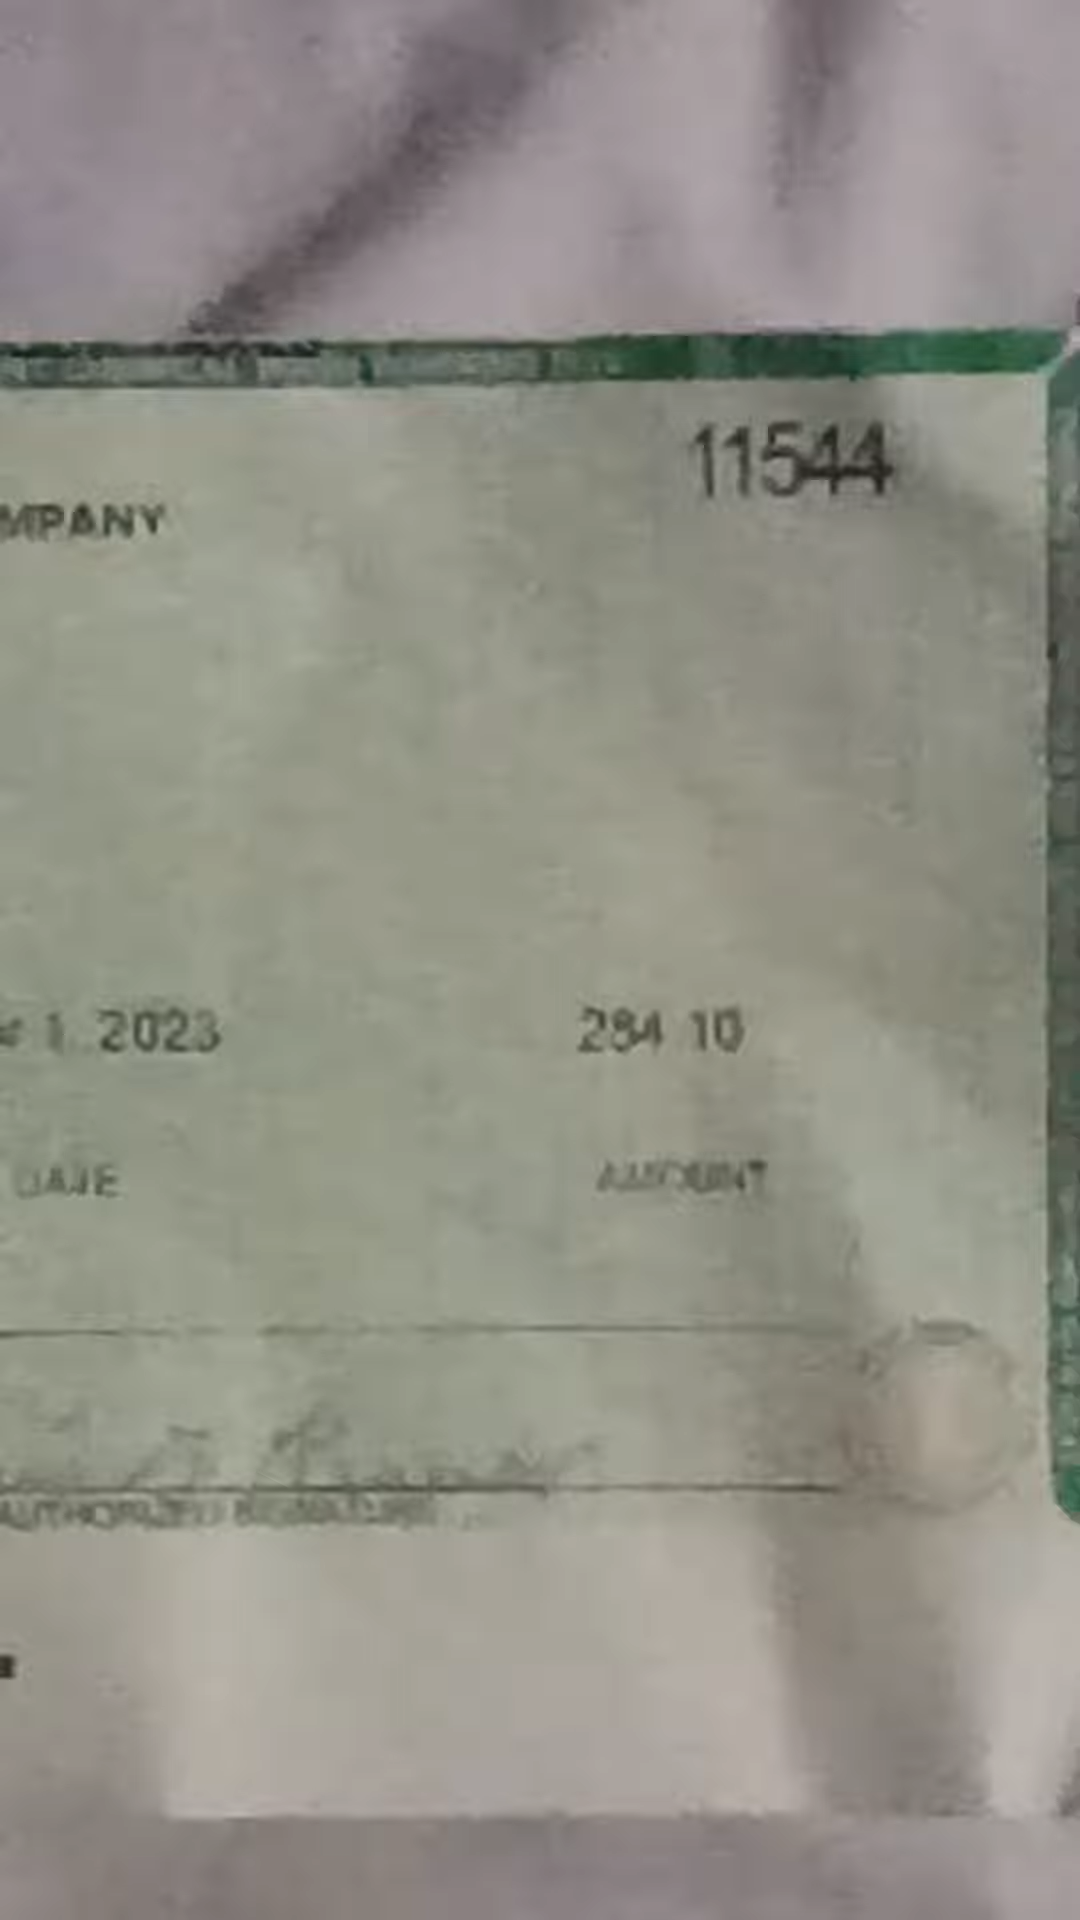 11544
MPANY
1 2023
284 10
DATE
AMOUNT
AUTHORIZED SIGNATURE